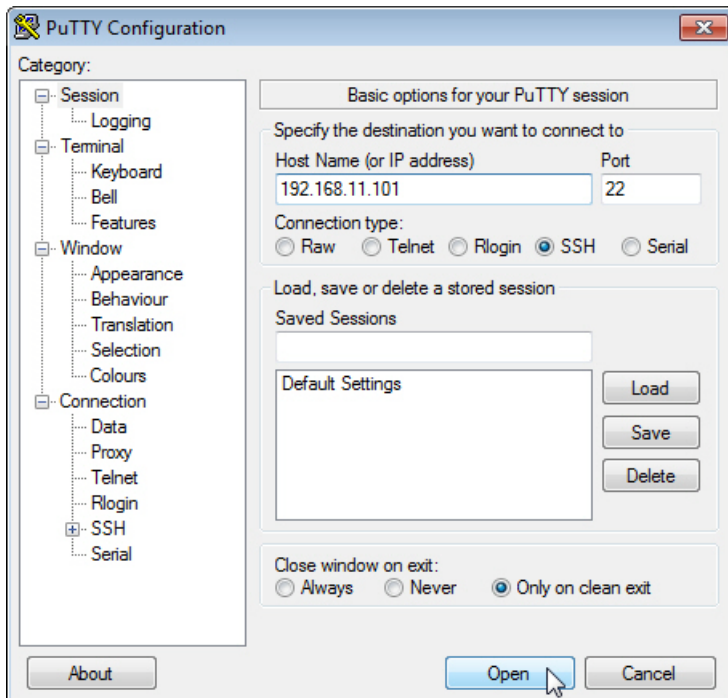 PuTTY Configuration
Category:
Session
Logging
Terminal
Keyboard
Bell
Features
Window
Appearance
Behaviour
Translation
Selection
Colours
Connection
Data
Proxy
Telnet
Rlogin
SSH
Serial
Basic options for your PuTTY session
Specify the destination you want to connect to
Host Name (or IP address) Port
192.168.11.101 22
Connection type:
Raw Telnet Rlogin SSH Serial
Load, save or delete a stored session
Saved Sessions
Default Settings
Load
Save
Delete
Close window on exit:
Always Never Only on clean exit
About Open Cancel